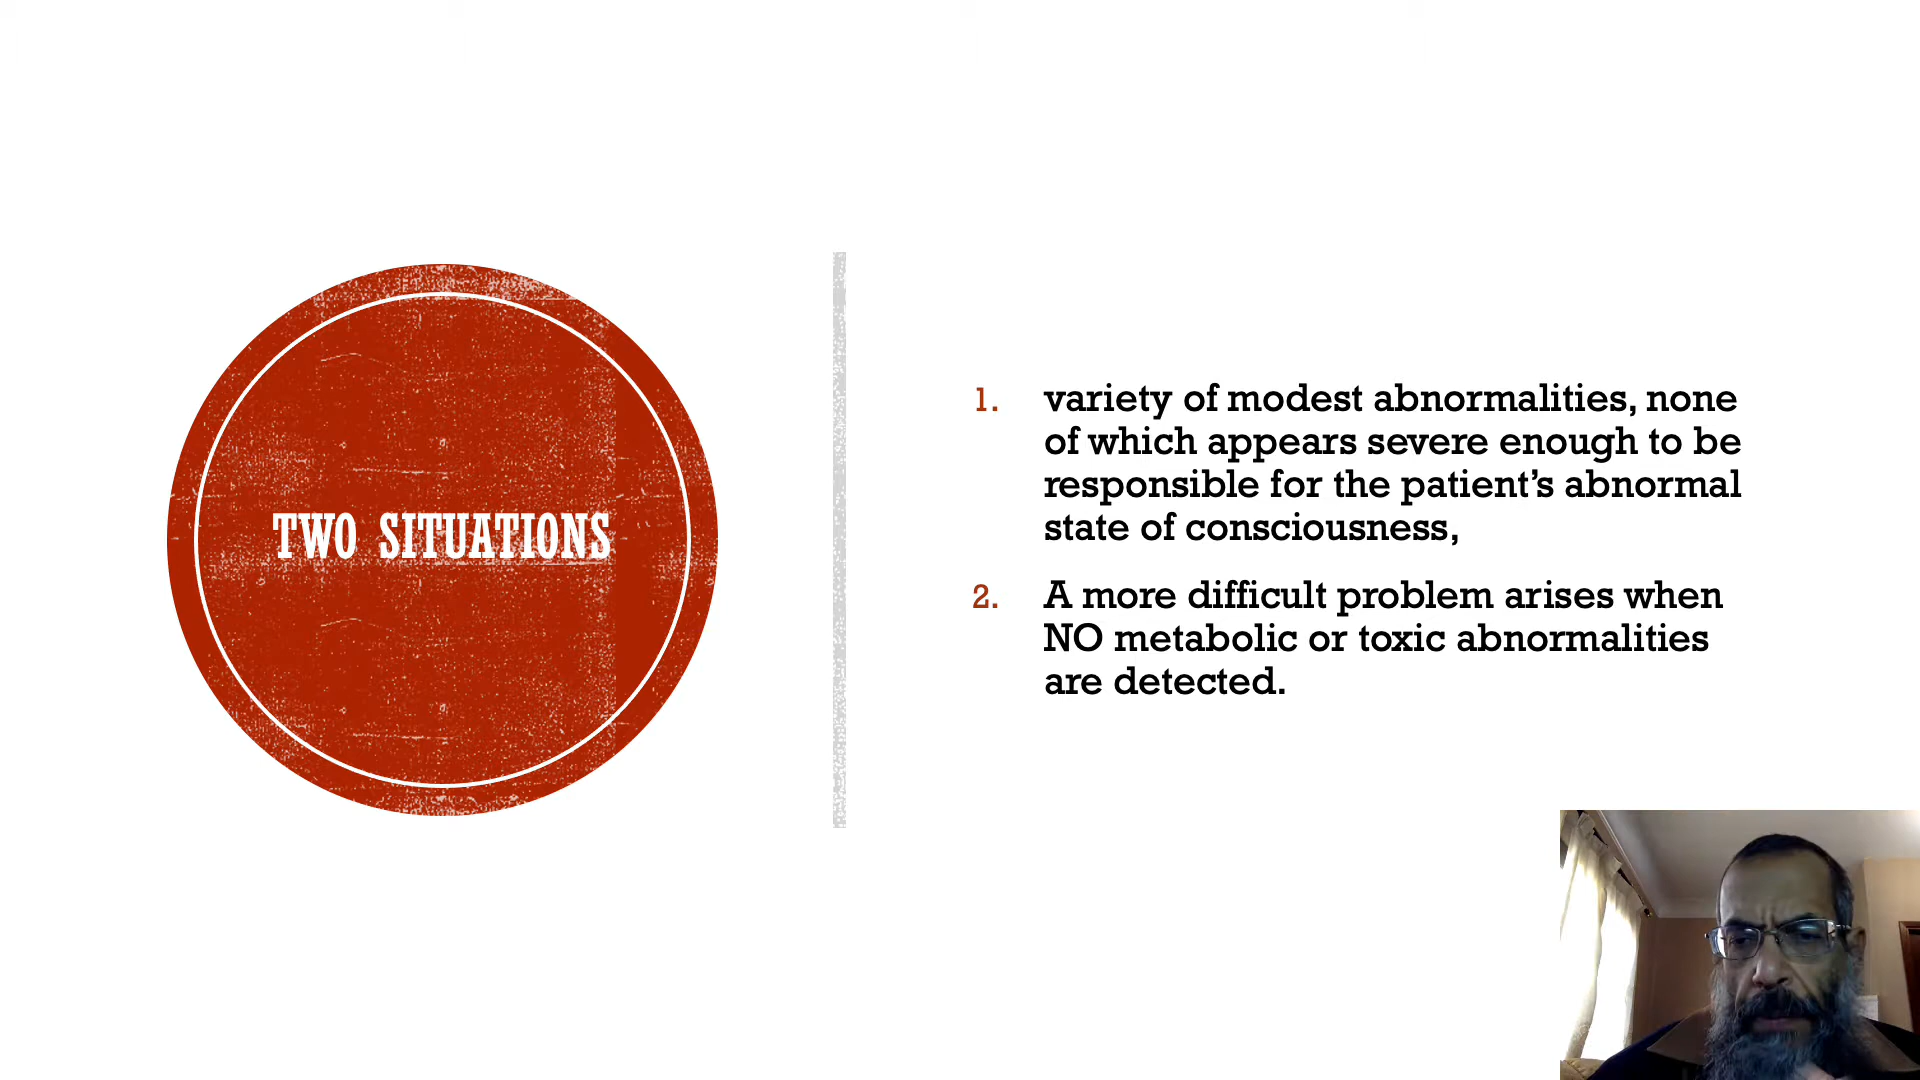 TWO SITUATIONS
1. variety of modest abnormalities, none
of which appears severe enough to be
responsible for the patient’s abnormal
state of consciousness,
2. A more difficult problem arises when
NO metabolic or toxic abnormalities
are detected.